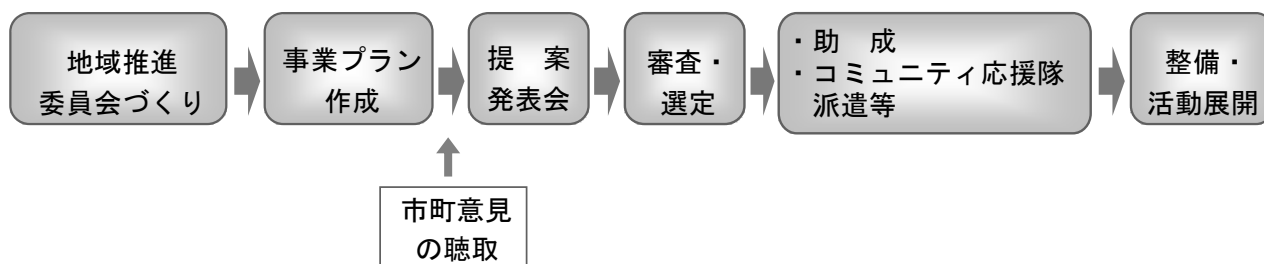 地域推進
委員会づくり
事業プラン
作成
提　案
発表会
審査・
選定
・助　成
・コミュニティ応援隊
派遣等
整備・
活動展開
市町意見
の聴取